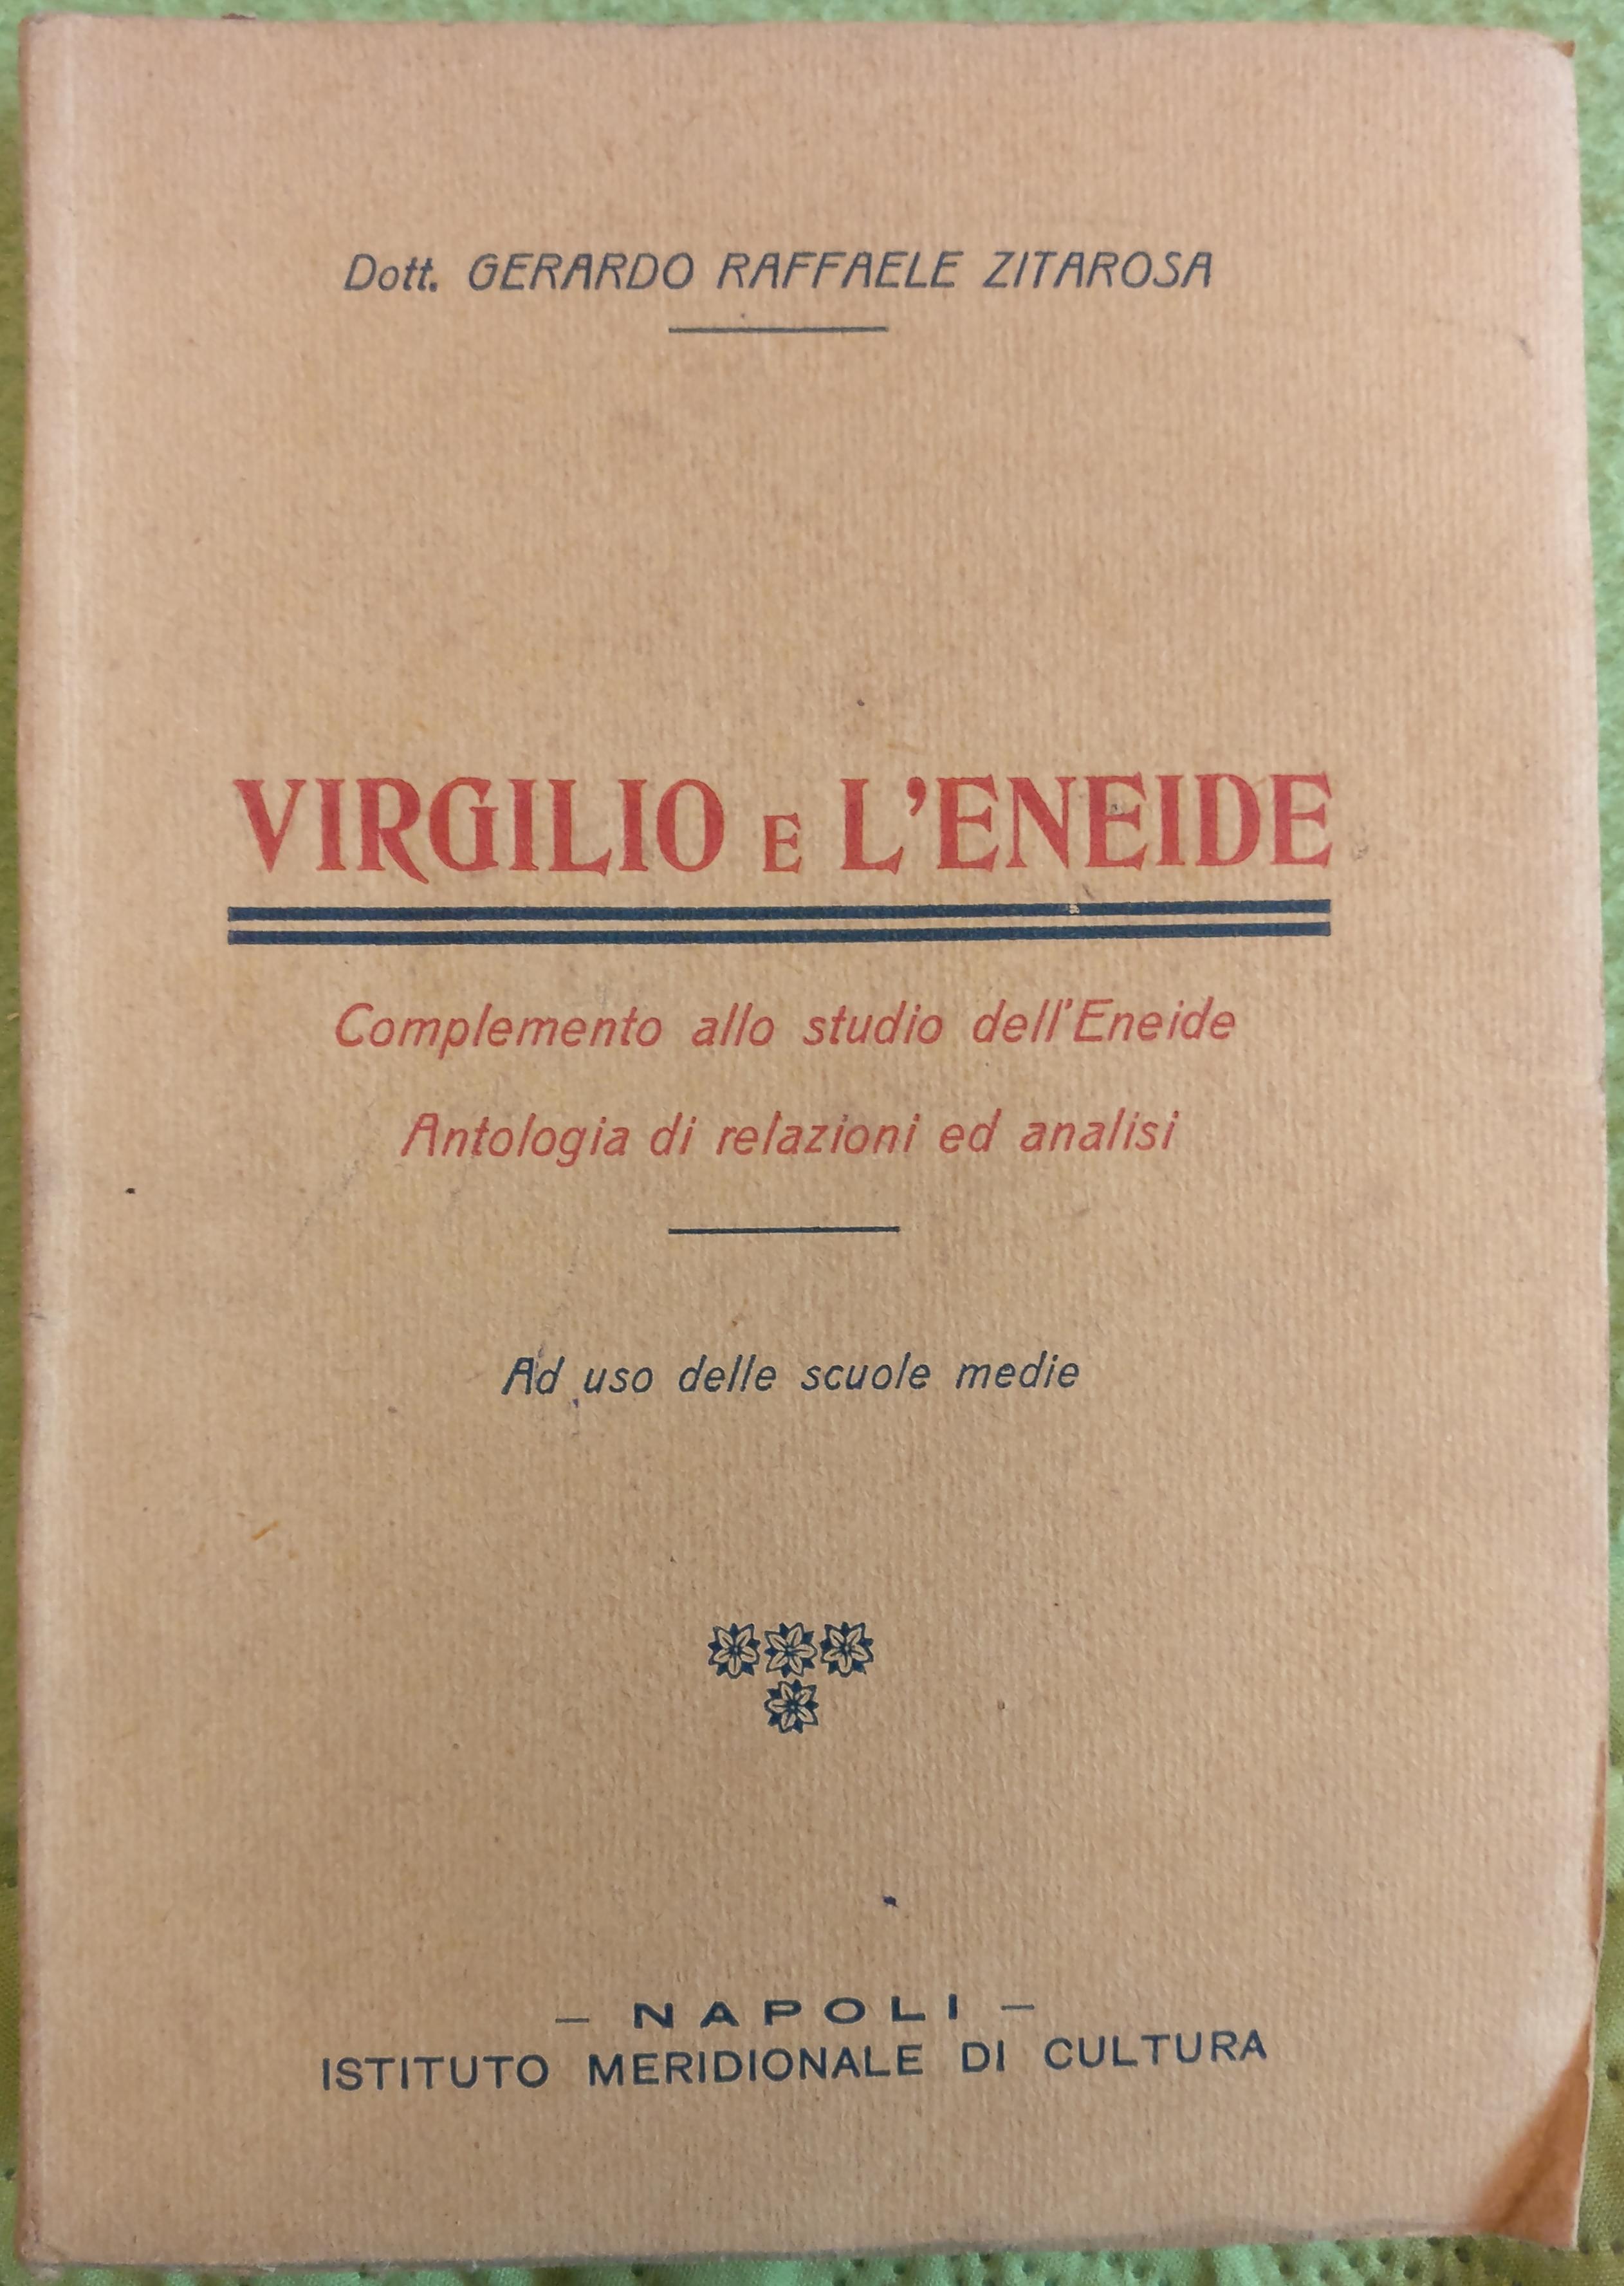 Dott. GERARDO RAFFAELE ZITAROSA
VIRGILIO E L'ENEIDE
Complemento allo studio dell'Eneide
Antologia di relazioni ed analisi
Ad uso delle scuole medie
– NAPOLI –
ISTITUTO MERIDIONALE DI CULTURA